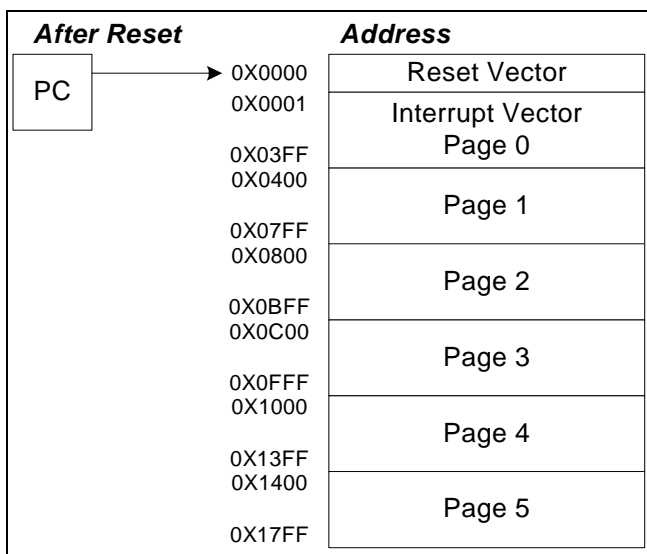 After Reset Address
PC
0X0000 Reset Vector
0X0001 Interrupt Vector
Page 0
0X03FF
0X0400
Page 1
0X07FF
0X0800
Page 2
0X0BFF
0X0C00
Page 3
0X0FFF
0X1000
Page 4
0X13FF
0X1400
Page 5
0X17FF